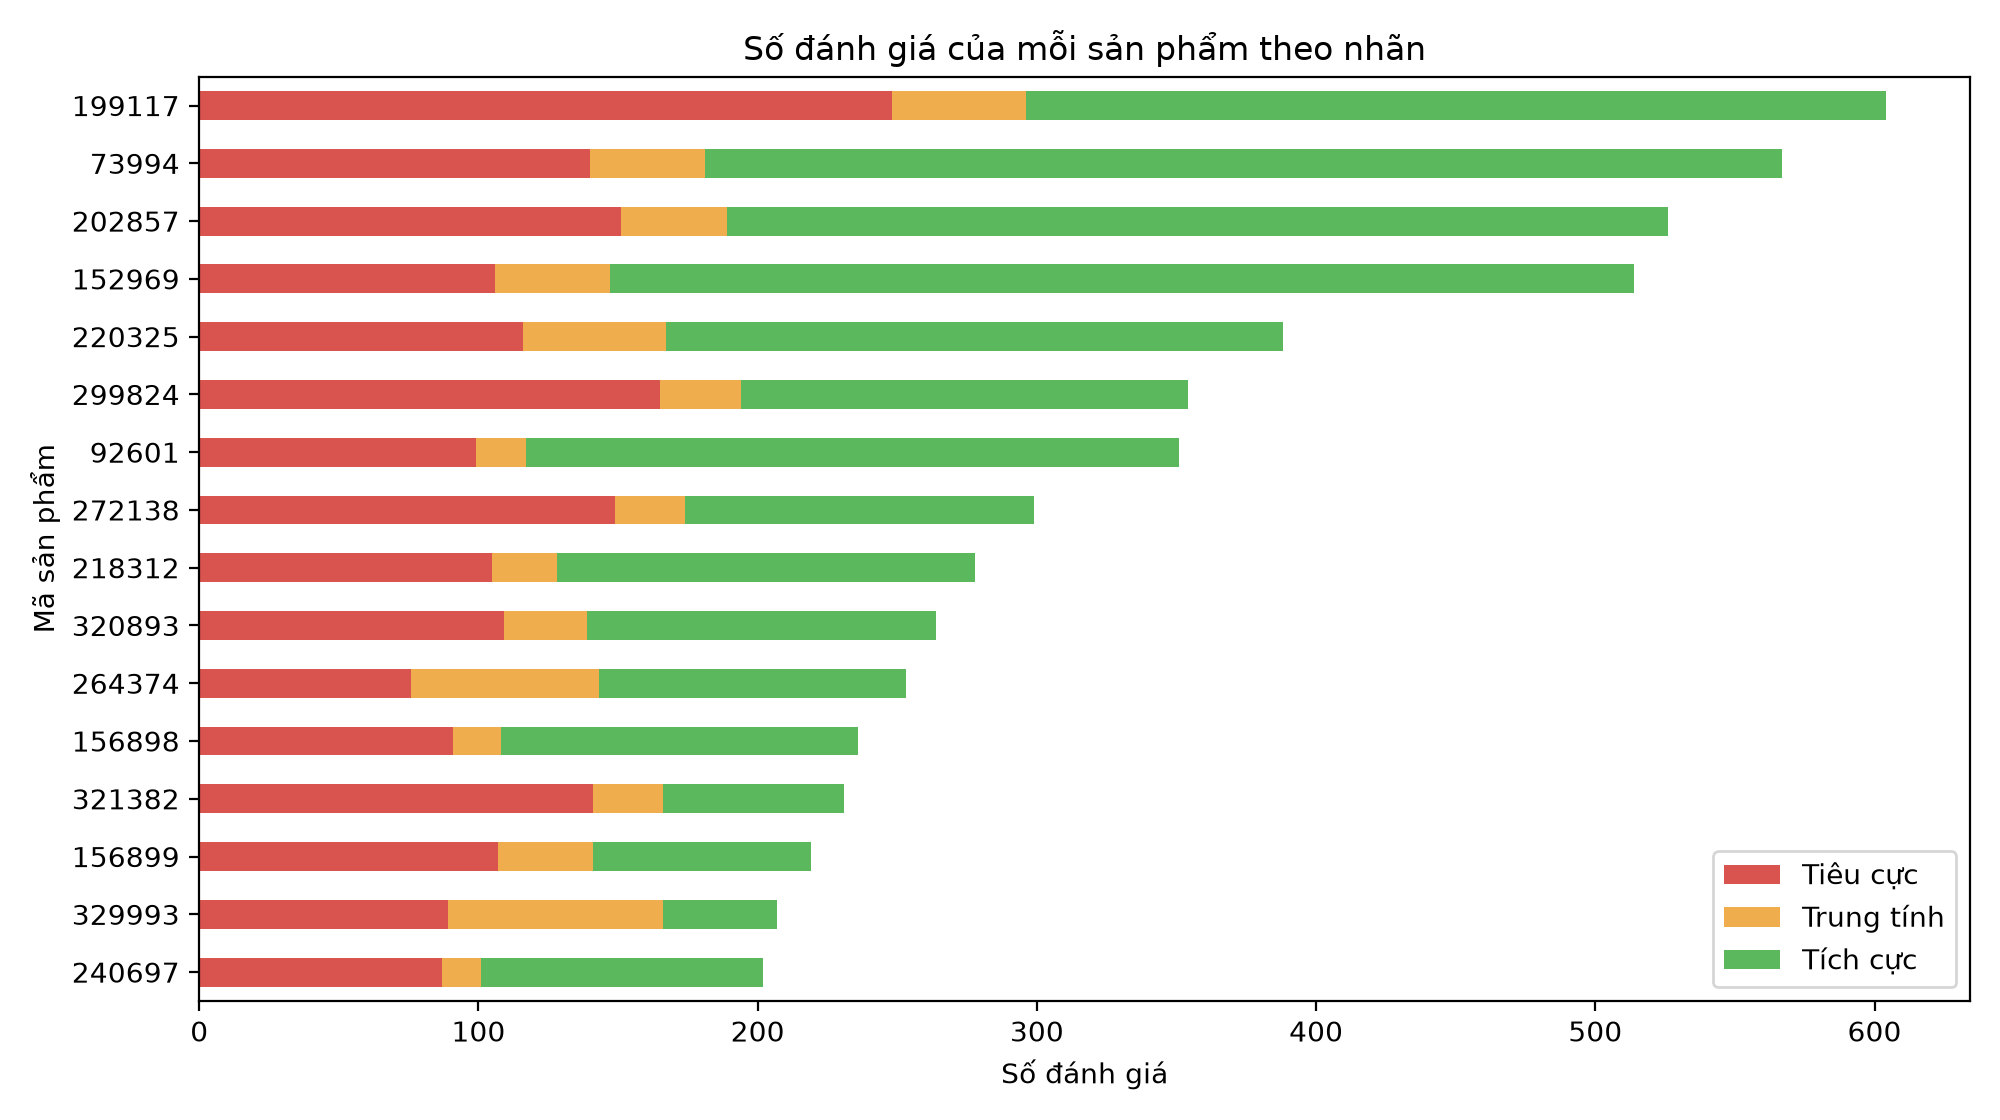 Số đánh giá của mỗi sản phẩm theo nhãn
Mã sản phẩm
199117
73994
202857
152969
220325
299824
92601
272138
218312
320893
264374
156898
321382
156899
329993
240697
Tiêu cực
Trung tính
Tích cực
0 100 200 300 400 500 600
Số đánh giá